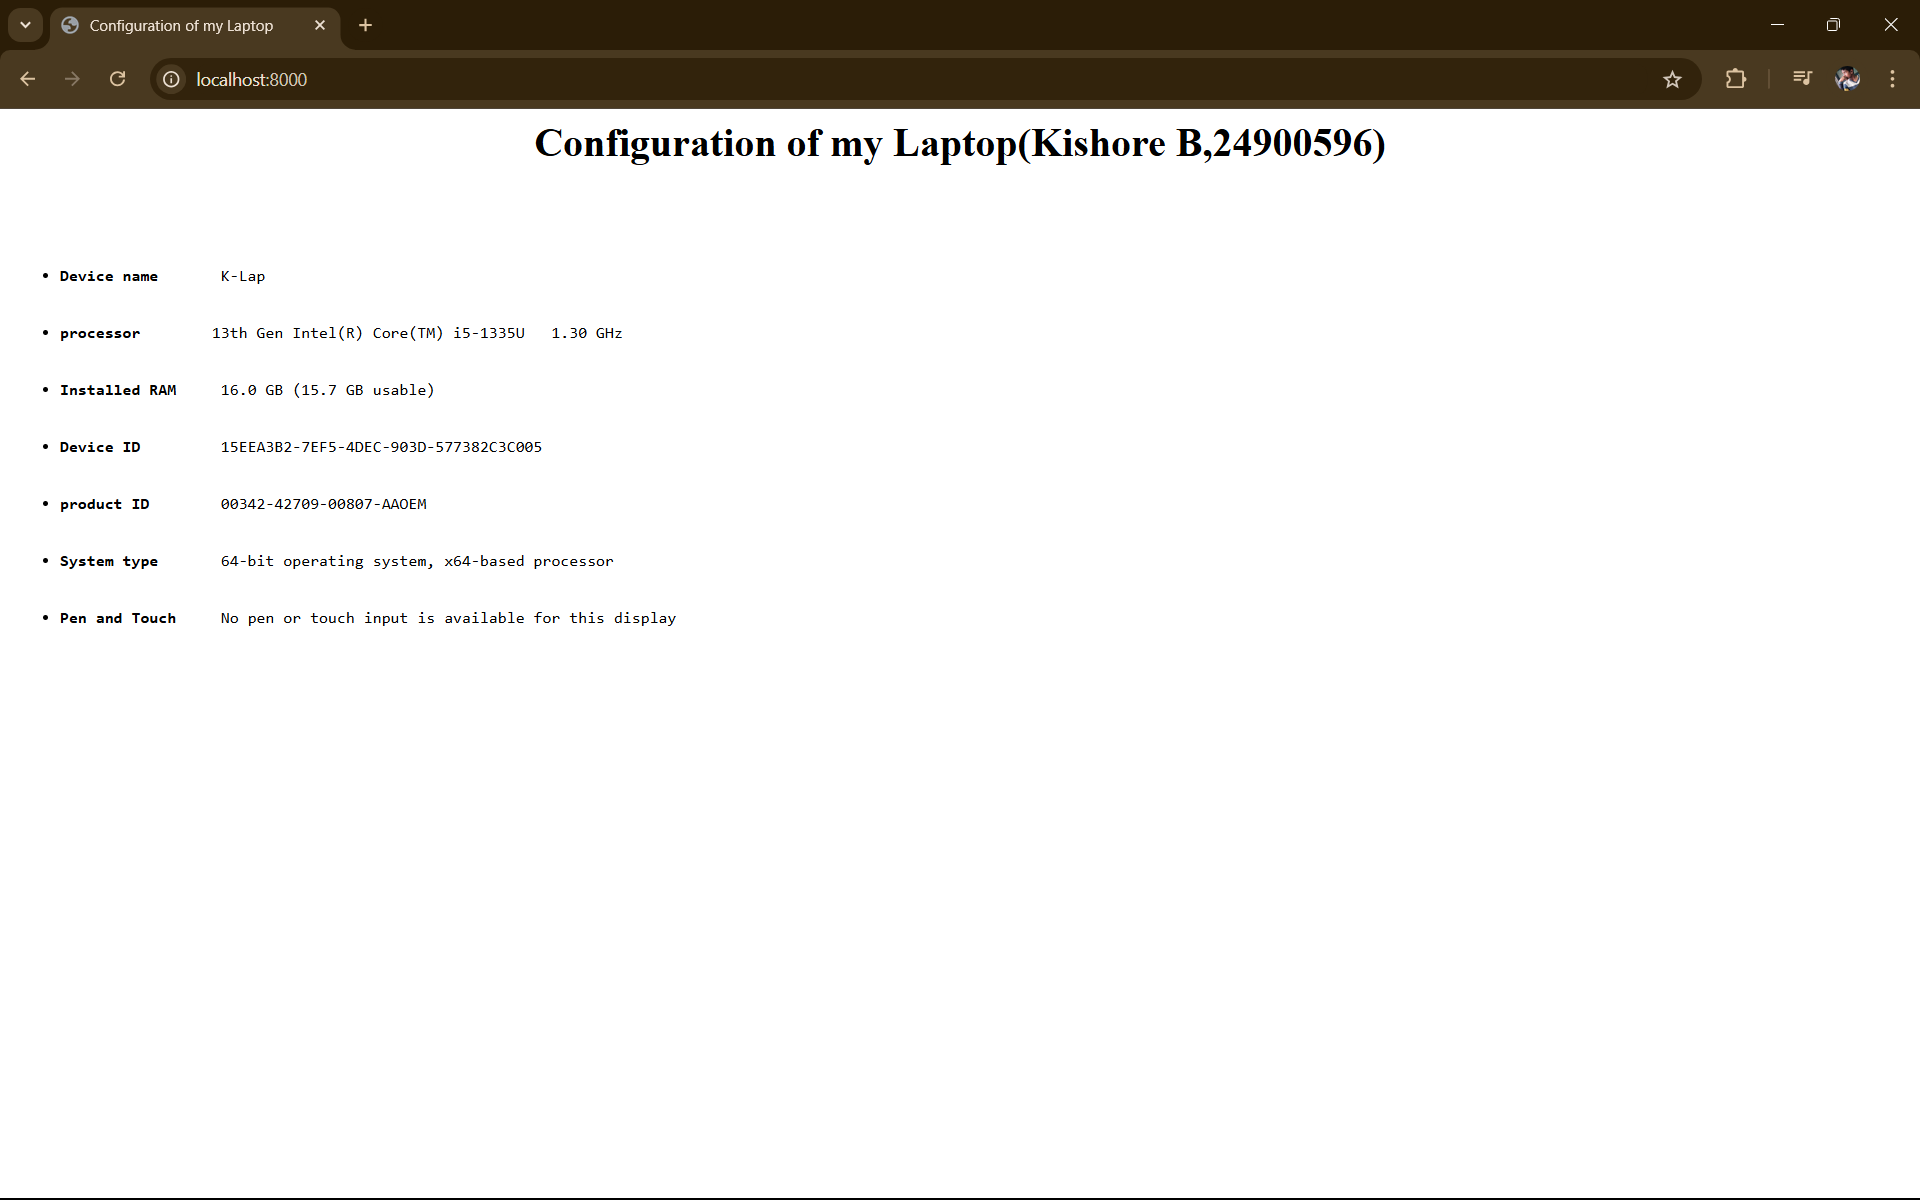 Configuration of my Laptop
localhost:8000
Configuration of my Laptop(Kishore B,24900596)
• Device name K-Lap
• processor 13th Gen Intel(R) Core(TM) i5-1335U 1.30 GHz
• Installed RAM 16.0 GB (15.7 GB usable)
• Device ID 15EEA3B2-7EF5-4DEC-903D-577382C3C005
• product ID 00342-42709-00807-AAOEM
• System type 64-bit operating system, x64-based processor
• Pen and Touch No pen or touch input is available for this display